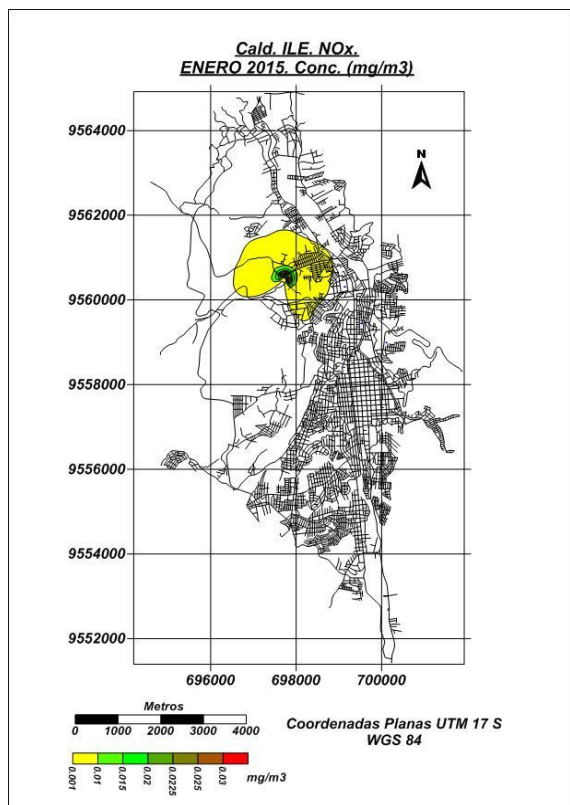 Cald. ILE. NOx.
ENERO 2015. Conc. (mg/m3)
N
9564000
9562000
9560000
9558000
9556000
9554000
9552000
696000 698000 700000
Metros
0 1000 2000 3000 4000
Coordenadas Planas UTM 17 S
WGS 84
0.001 0.01 0.015 0.02 0.0225 0.025 0.03
mg/m3